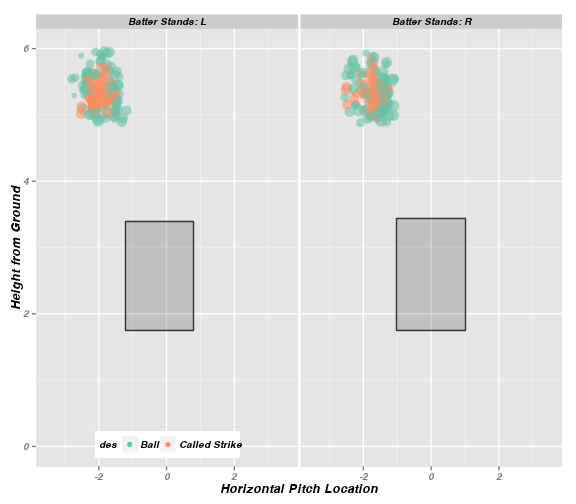 Batter Stands: L
Batter Stands: R
Height from Ground
6
4
2
0
des Ball Called Strike
-2 0 2
-2 0 2
Horizontal Pitch Location